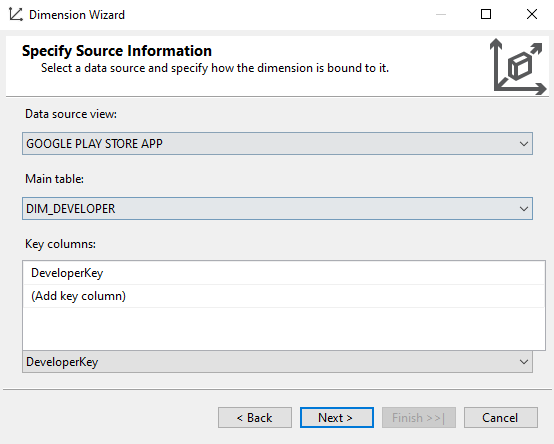 Dimension Wizard
Specify Source Information
Select a data source and specify how the dimension is bound to it.
Data source view:
GOOGLE PLAY STORE APP
Main table:
DIM_DEVELOPER
Key columns:
DeveloperKey
(Add key column)
DeveloperKey
< Back
Next >
Finish >>|
Cancel